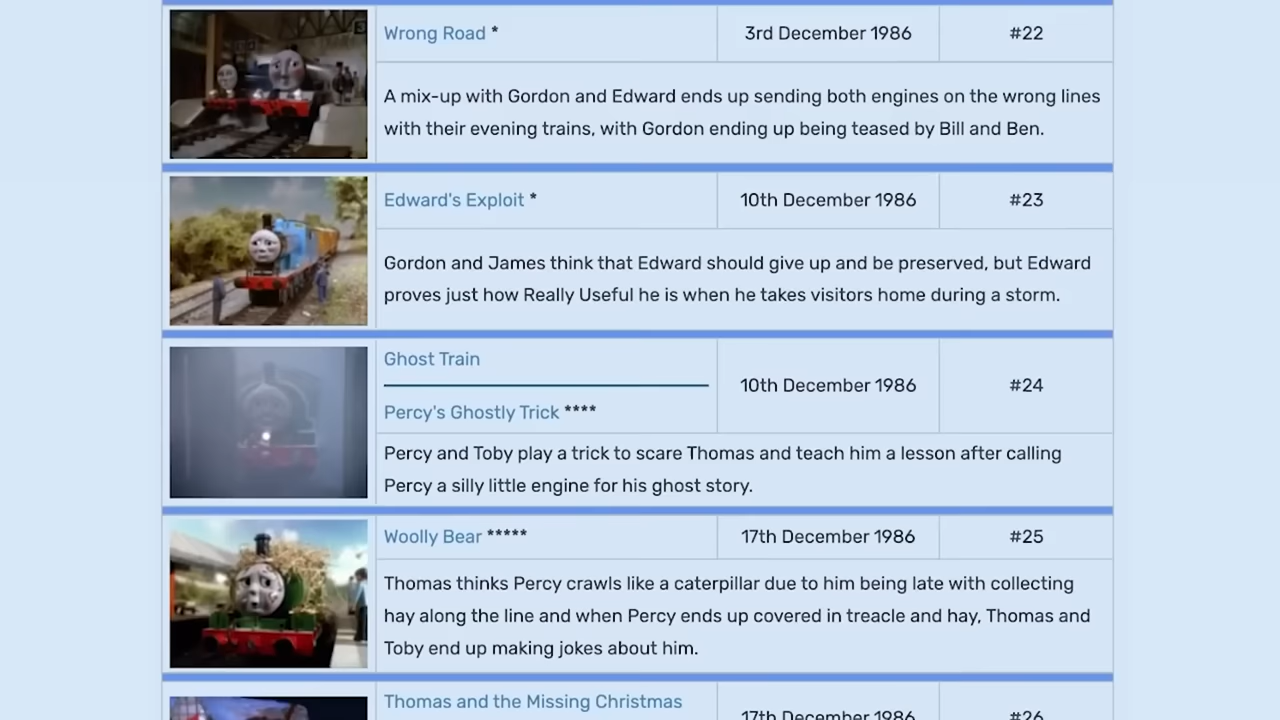 Wrong Road *
3rd December 1986
#22
A mix-up with Gordon and Edward ends up sending both engines on the wrong lines
with their evening trains, with Gordon ending up being teased by Bill and Ben.
Edward's Exploit *
10th December 1986
#23
Gordon and James think that Edward should give up and be preserved, but Edward
proves just how Really Useful he is when he takes visitors home during a storm.
Ghost Train
Percy's Ghostly Trick ****
10th December 1986
#24
Percy and Toby play a trick to scare Thomas and teach him a lesson after calling
Percy a silly little engine for his ghost story.
Woolly Bear *****
17th December 1986
#25
Thomas thinks Percy crawls like a caterpillar due to him being late with collecting
hay along the line and when Percy ends up covered in treacle and hay, Thomas and
Toby end up making jokes about him.
Thomas and the Missing Christmas
17th December 1986
#26